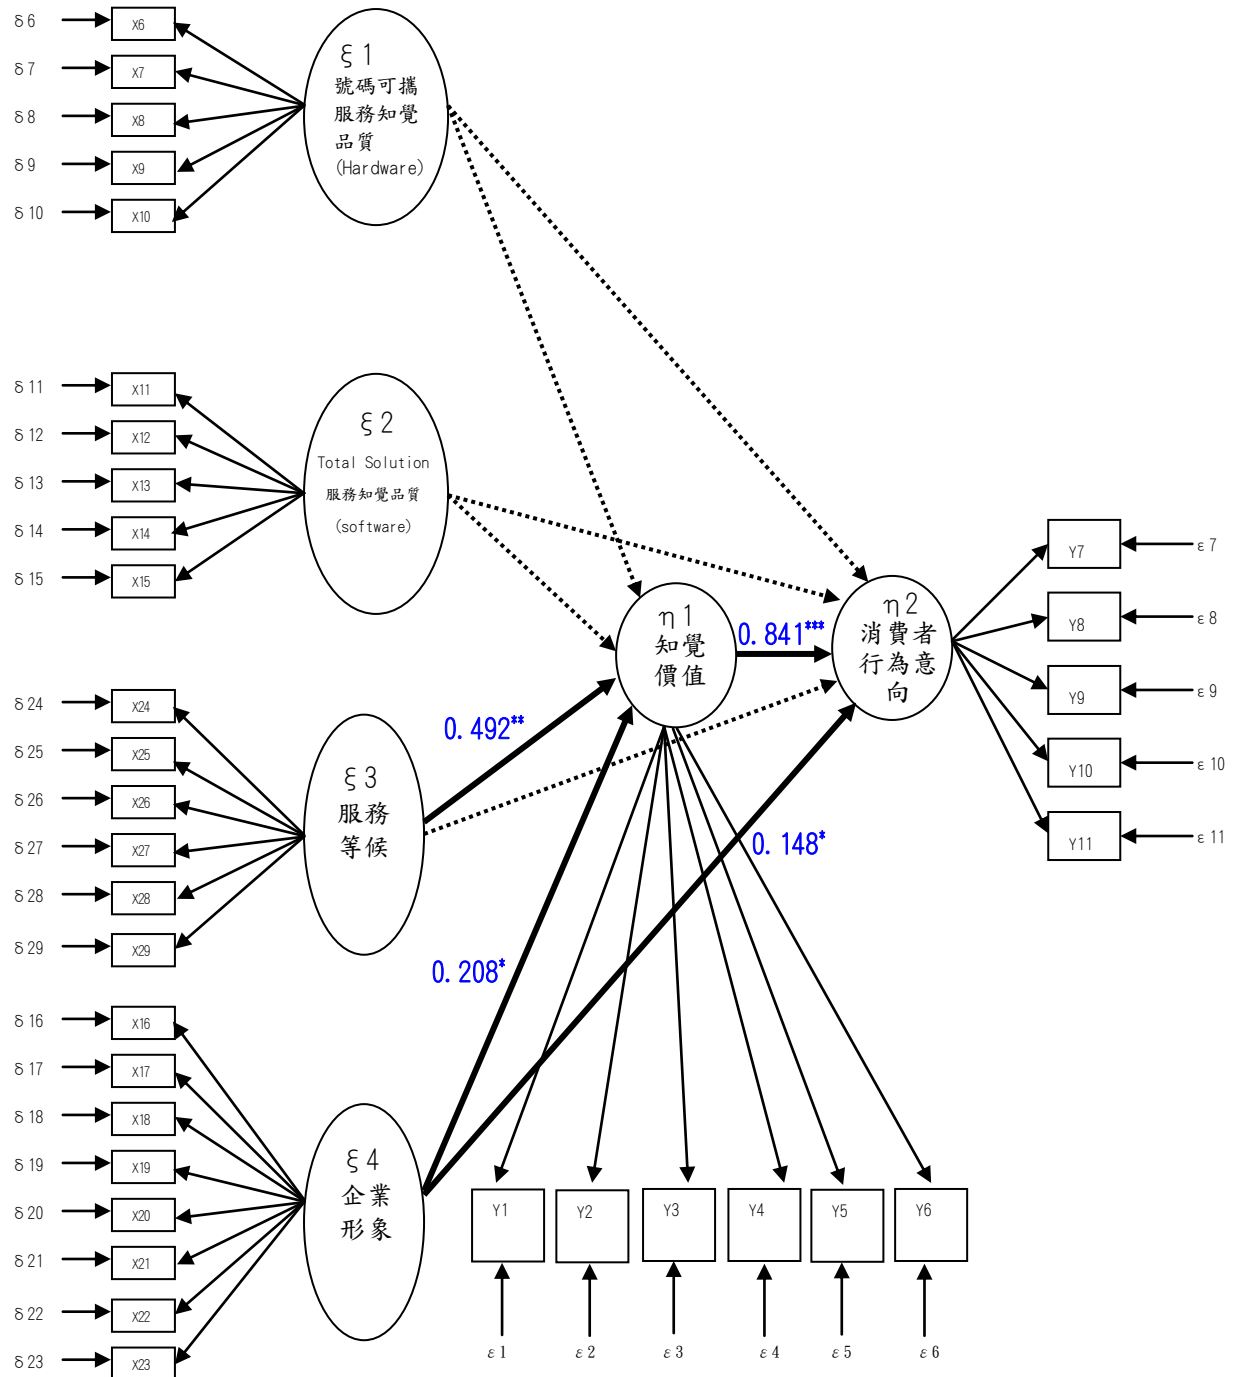 δ6
X6
δ7
X7
δ8
X8
δ9
X9
δ10
X10
ξ1
號碼可攜
服務知覺
品質
(Hardware)
δ11
X11
δ12
X12
δ13
X13
δ14
X14
δ15
X15
ξ2
Total Solution
服務知覺品質
(software)
δ24
X24
δ25
X25
δ26
X26
δ27
X27
δ28
X28
δ29
X29
ξ3
服務
等候
δ16
X16
δ17
X17
δ18
X18
δ19
X19
δ20
X20
δ21
X21
δ22
X22
δ23
X23
ξ4
企業
形象
0.492**
0.208*
η1
知覺
價值
0.841***
0.148*
η2
消費者
行為意
向
Y7
ε7
Y8
ε8
Y9
ε9
Y10
ε10
Y11
ε11
Y1
Y2
Y3
Y4
Y5
Y6
ε1
ε2
ε3
ε4
ε5
ε6